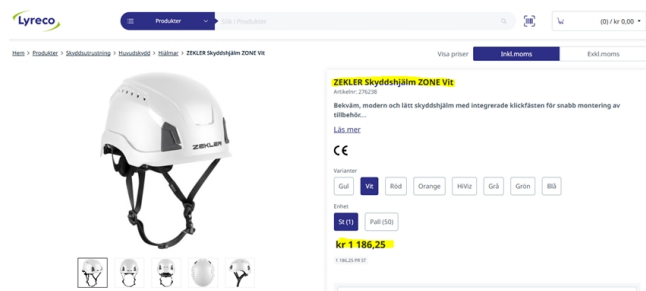 Lyreco
Produkter
Sök i Produkter
(0) / kr 0,00
Hem > Produkter > Skyddsutrustning > Huvudskydd > Hjälmar > ZEKLER Skyddshjälm ZONE Vit
Visa priser
Inkl.moms
Exkl.moms
ZEKLER Skyddshjälm ZONE Vit
Artikelnr: 276238
Bekväm, modern och lätt skyddshjälm med integrerade klickfästen för snabb montering av
tillbehör...
Läs mer
CE
Varianter
Gul
Vit
Röd
Orange
HiViz
Grå
Grön
Blå
Enhet
St (1)
Pall (50)
kr 1 186,25
1 186,25 PR ST
ZEKLER